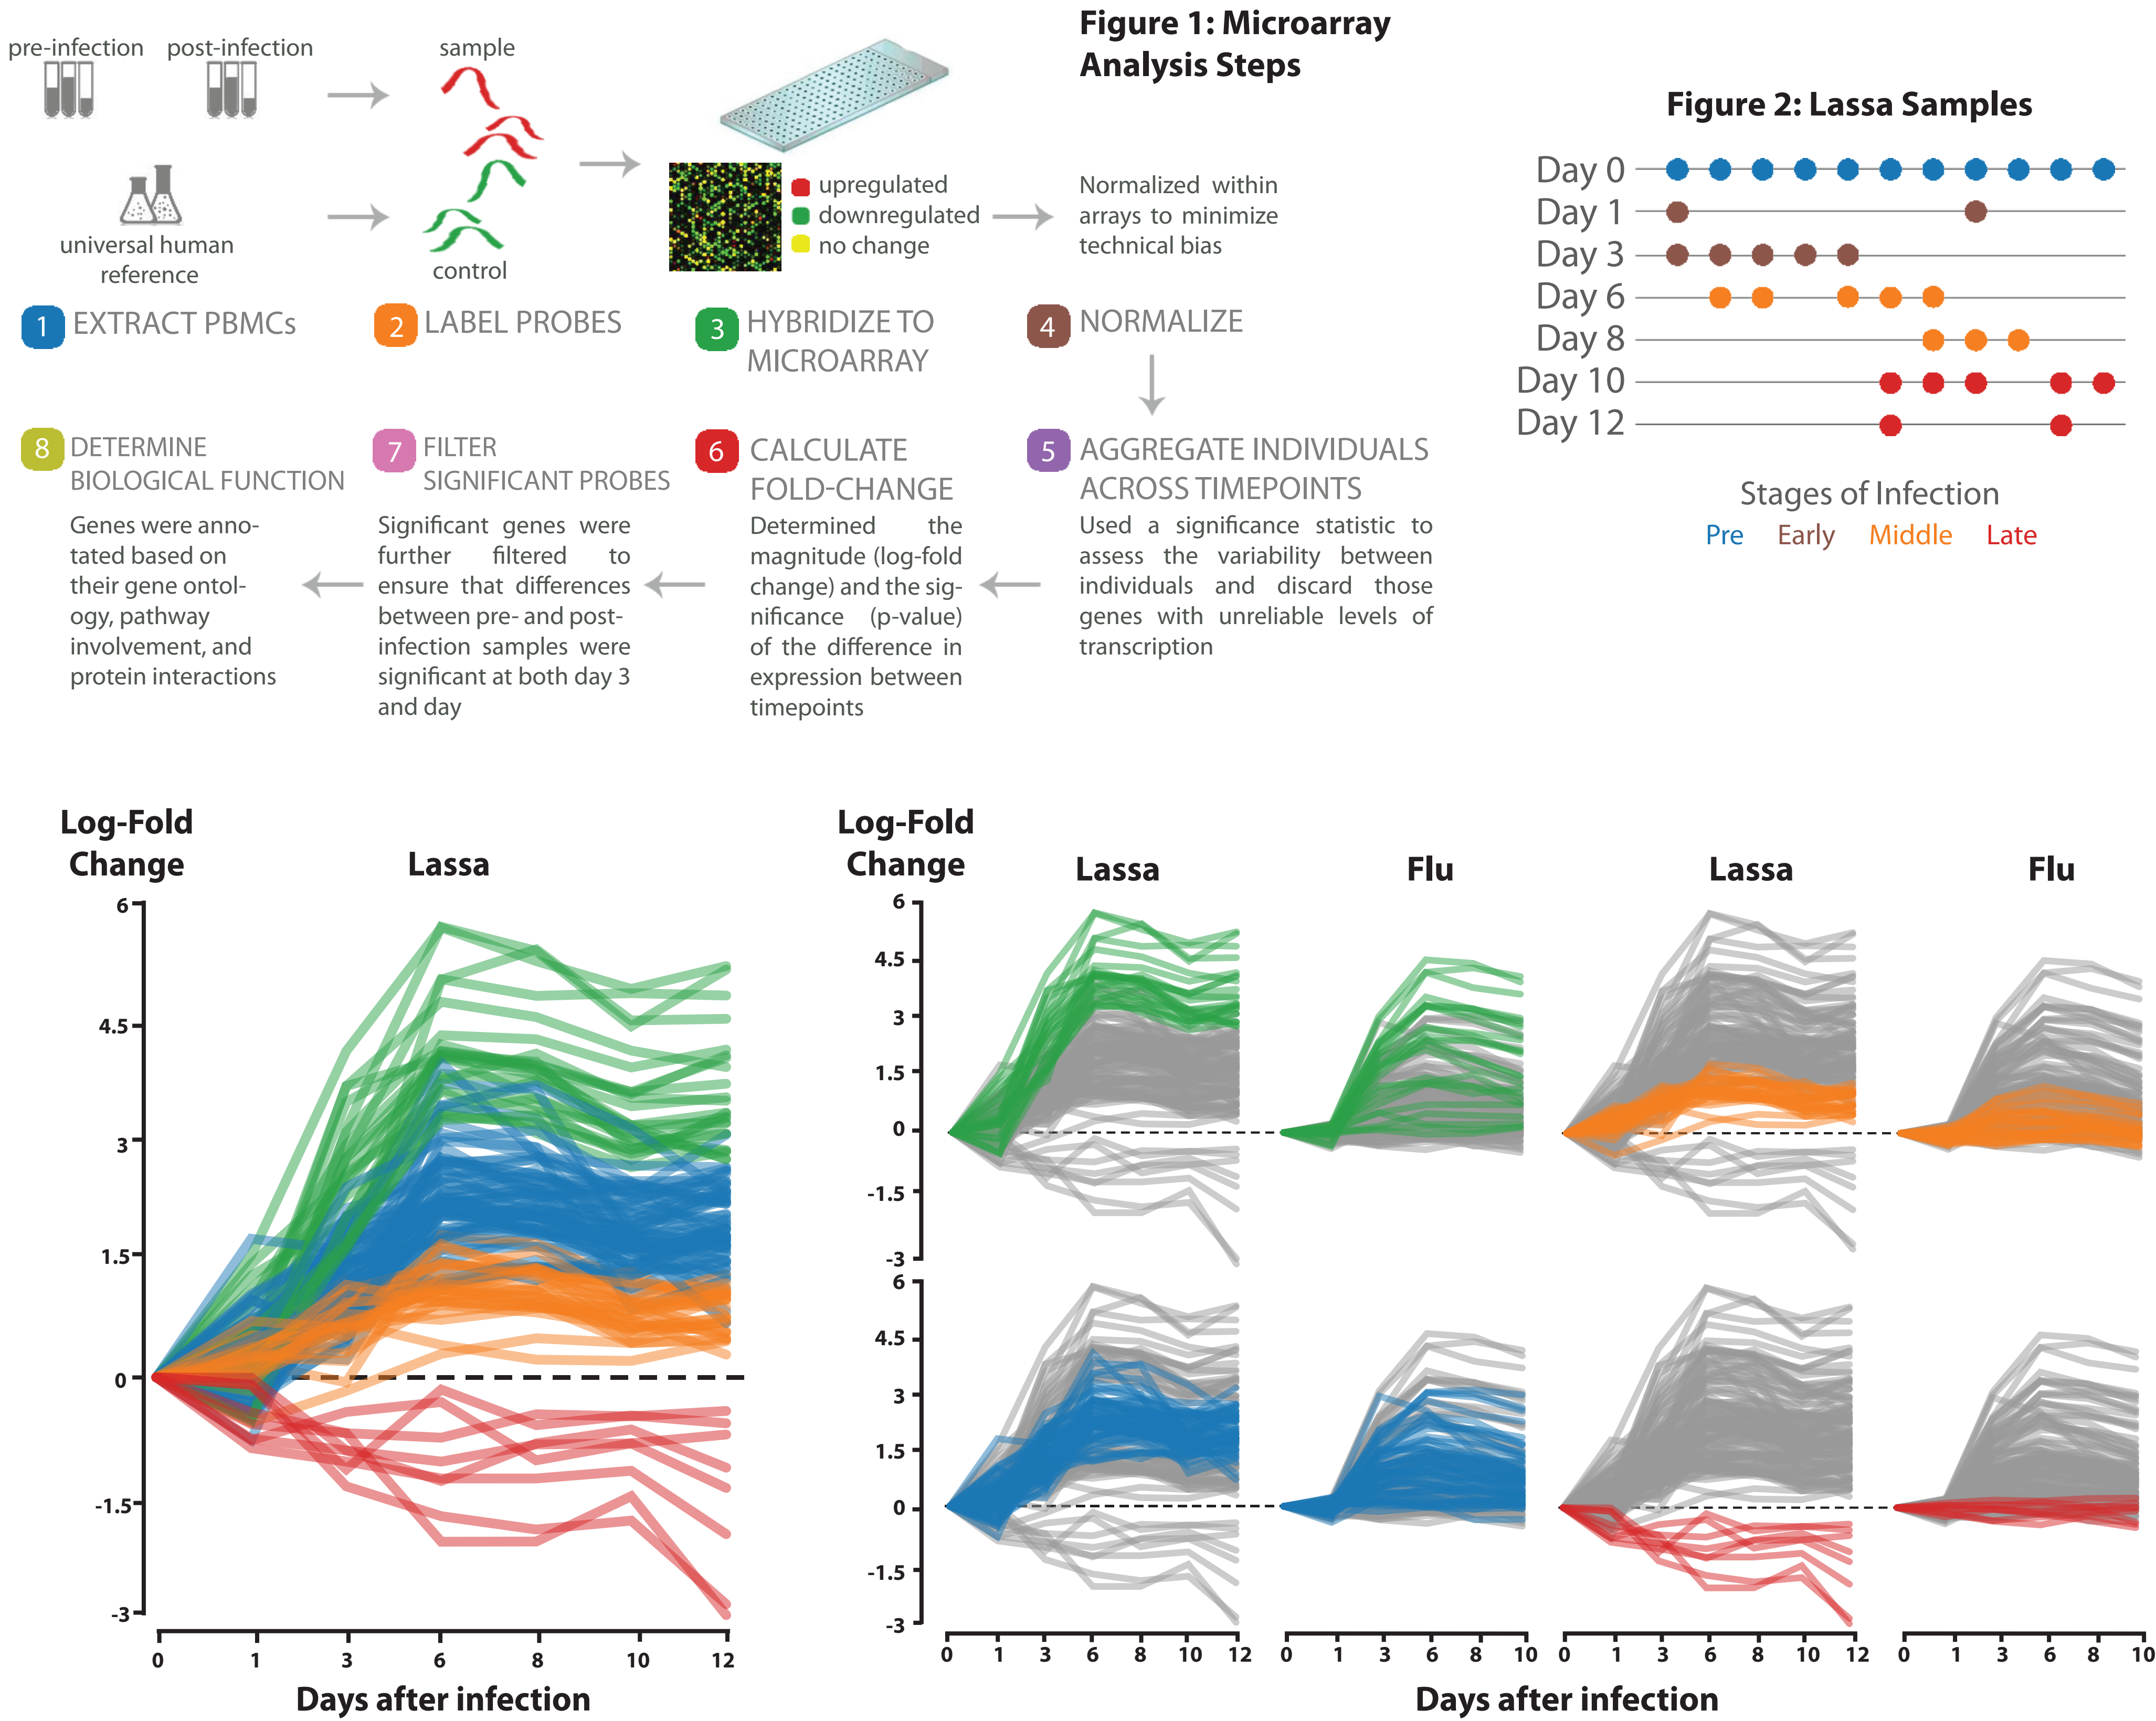 Figure 1: Microarray
Analysis Steps
pre-infection
post-infection
sample
universal human
reference
control
upregulated
downregulated
no change
Normalized within
arrays to minimize
technical bias
1 EXTRACT PBMCs
2 LABEL PROBES
3 HYBRIDIZE TO
MICROARRAY
4 NORMALIZE
5 AGGREGATE INDIVIDUALS
ACROSS TIMEPOINTS
Used a significance statistic to
assess the variability between
individuals and discard those
genes with unreliable levels of
transcription
6 CALCULATE
FOLD-CHANGE
Determined the
magnitude (log-fold
change) and the sig-
nificance (p-value)
of the difference in
expression between
timepoints
7 FILTER
SIGNIFICANT PROBES
Significant genes were
further filtered to
ensure that differences
between pre- and post-
infection samples were
significant at both day 3
and day
8 DETERMINE
BIOLOGICAL FUNCTION
Genes were anno-
tated based on
their gene ontol-
ogy, pathway
involvement, and
protein interactions
Figure 2: Lassa Samples
Day 0
Day 1
Day 3
Day 6
Day 8
Day 10
Day 12
Stages of Infection
Pre Early Middle Late
Log-Fold
Change
Lassa
6
4.5
3
1.5
0
-1.5
-3
0 1 3 6 8 10 12
Days after infection
Log-Fold
Change
Lassa
Flu
Lassa
Flu
6
4.5
3
1.5
0
-1.5
-3
6
4.5
3
1.5
0
-1.5
-3
0 1 3 6 8 10 12
0 1 3 6 8 10
0 1 3 6 8 10 12
0 1 3 6 8 10
Days after infection